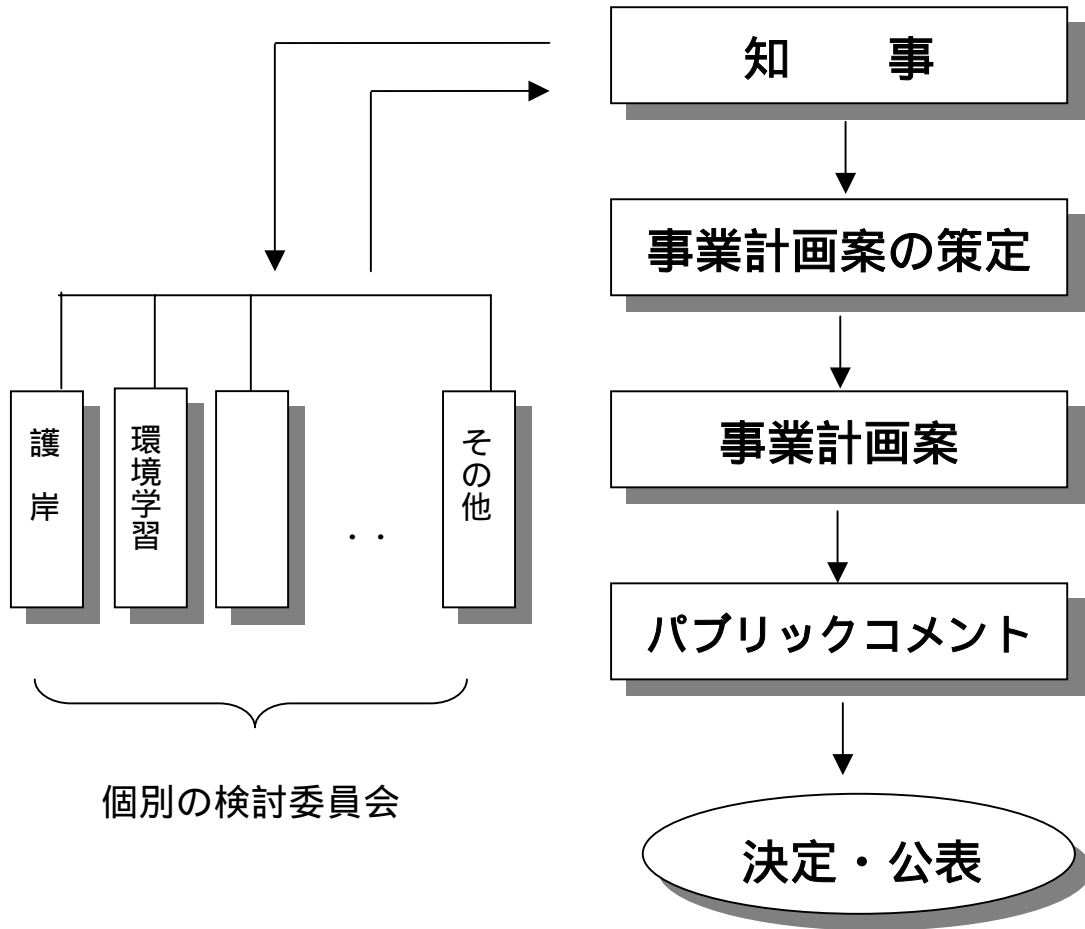 知　　事
事業計画案の策定
事業計画案
パブリックコメント
決定・公表
護岸
環境学習
・・
その他
個別の検討委員会